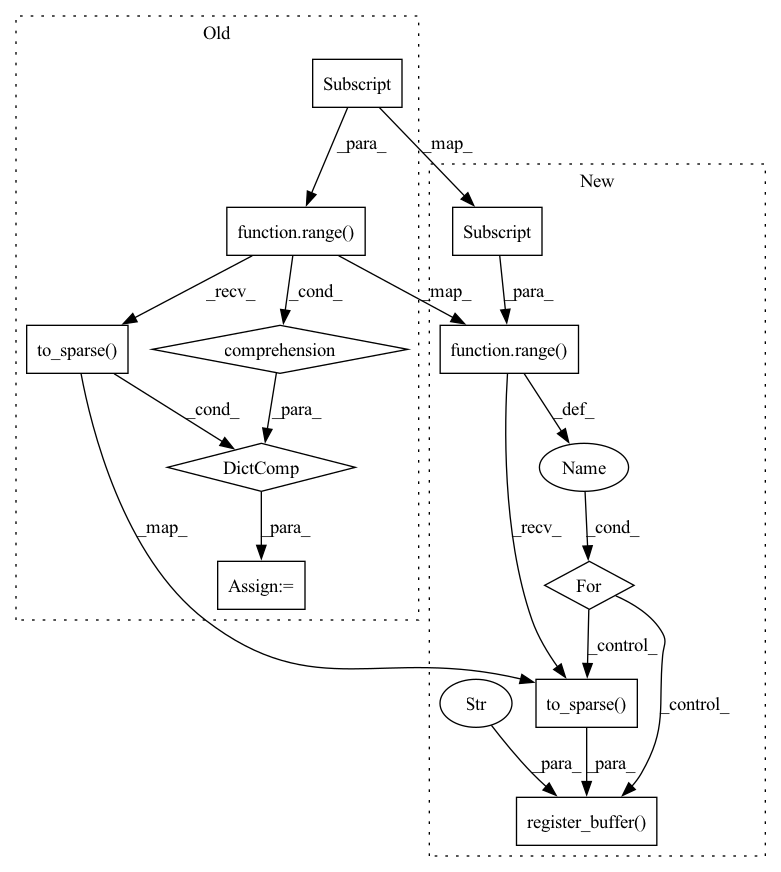 Old
Subscript
_para_
_map_
New
function.range()
Subscript
_recv_
_cond_
_map_
_para_
to_sparse()
comprehension
function.range()
_cond_
_para_
_def_
DictComp
Name
_map_
_para_
_recv_
_cond_
Assign:=
For
_control_
Str
to_sparse()
_control_
_para_
_para_
register_buffer()